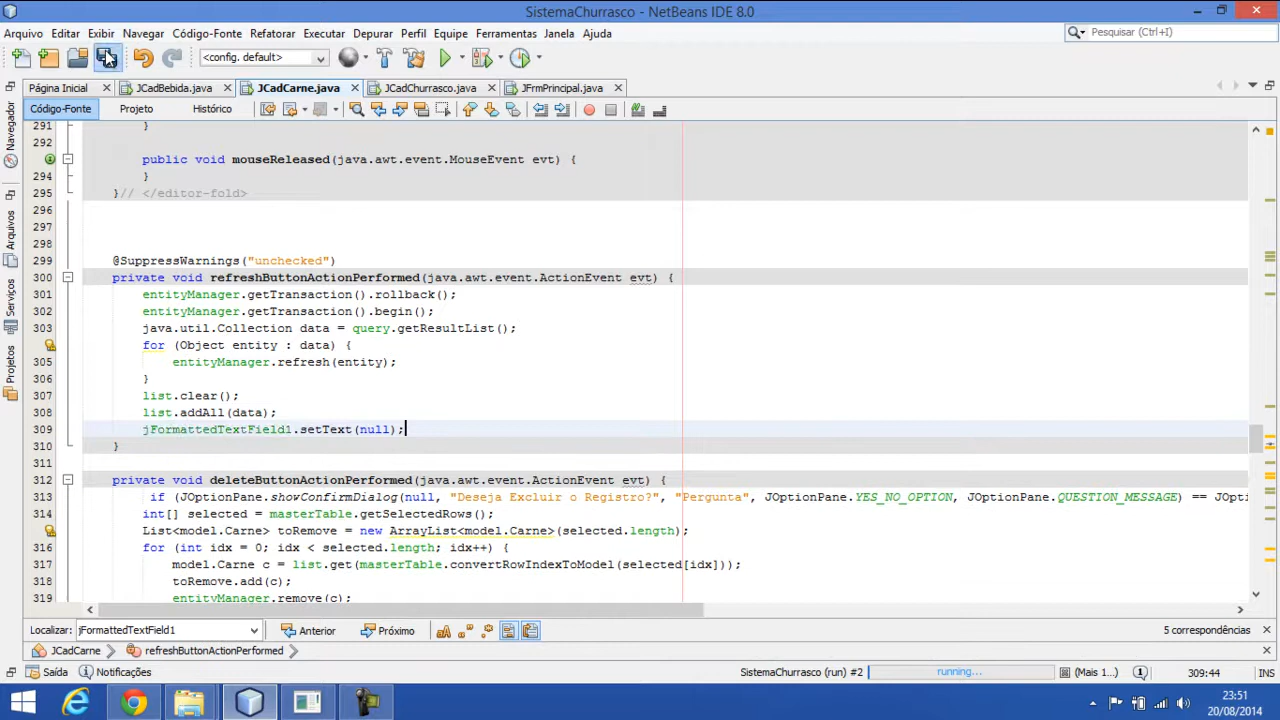 SistemaChurrasco - NetBeans IDE 8.0
Arquivo Editar Exibir Navegar Código-Fonte Refatorar Executar Depurar Perfil Equipe Ferramentas Janela Ajuda
Pesquisar (Ctrl+I)
<config. default>
Página Inicial JCadBebida.java JCadCarne.java JCadChurrasco.java JFrmPrincipal.java
Código-Fonte Projeto Histórico
Navegador
Arquivos
Serviços
Projetos
291 }
292
293 public void mouseReleased(java.awt.event.MouseEvent evt) {
294 }
295 }// </editor-fold>
296
297
298
299 @SuppressWarnings("unchecked")
300 private void refreshButtonActionPerformed(java.awt.event.ActionEvent evt) {
301 entityManager.getTransaction().rollback();
302 entityManager.getTransaction().begin();
303 java.util.Collection data = query.getResultList();
for (Object entity : data) {
305 entityManager.refresh(entity);
306 }
307 list.clear();
308 list.addAll(data);
309 jFormattedTextField1.setText(null);
310 }
311
312 private void deleteButtonActionPerformed(java.awt.event.ActionEvent evt) {
313 if (JOptionPane.showConfirmDialog(null, "Deseja Excluir o Registro?", "Pergunta", JOptionPane.YES_NO_OPTION, JOptionPane.QUESTION_MESSAGE) == JOpti
314 int[] selected = masterTable.getSelectedRows();
List<model.Carne> toRemove = new ArrayList<model.Carne>(selected.length);
316 for (int idx = 0; idx < selected.length; idx++) {
317 model.Carne c = list.get(masterTable.convertRowIndexToModel(selected[idx]));
318 toRemove.add(c);
319 entityManager.remove(c);
Localizar: jFormattedTextField1 Anterior Próximo 5 correspondências
JCadCarne refreshButtonActionPerformed
Saída Notificações SistemaChurrasco (run) #2 running... (Mais 1...) 309:44 INS
23:51
20/08/2014